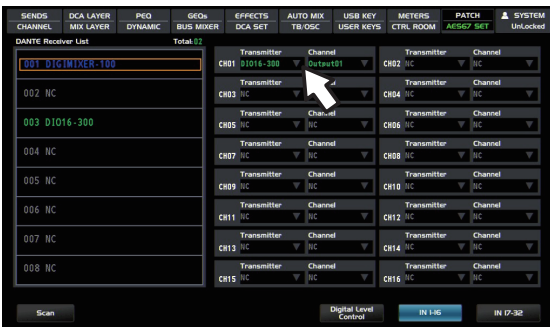 SENDS DCA LAYER PEQ GEQs EFFECTS AUTO MIX USB KEY METERS PATCH SYSTEM
CHANNEL MIX LAYER DYNAMIC BUS MIXER DCA SET TB/OSC USER KEYS CTRL ROOM AES67 SET UnLocked
DANTE Receiver List Total:02
001 DIGIMIXER-100
002 NC
003 DIO16-300
004 NC
005 NC
006 NC
007 NC
008 NC
Transmitter Channel Transmitter Channel
CH01 DIO16-300 Output01 CH02 NC NC
Transmitter Channel Transmitter Channel
CH03 NC NC CH04 NC NC
Transmitter Channel Transmitter Channel
CH05 NC NC CH06 NC NC
Transmitter Channel Transmitter Channel
CH07 NC NC CH08 NC NC
Transmitter Channel Transmitter Channel
CH09 NC NC CH10 NC NC
Transmitter Channel Transmitter Channel
CH11 NC NC CH12 NC NC
Transmitter Channel Transmitter Channel
CH13 NC NC CH14 NC NC
Transmitter Channel Transmitter Channel
CH15 NC NC CH16 NC NC
Scan
Digital Level
Control
IN 1-16
IN 17-32